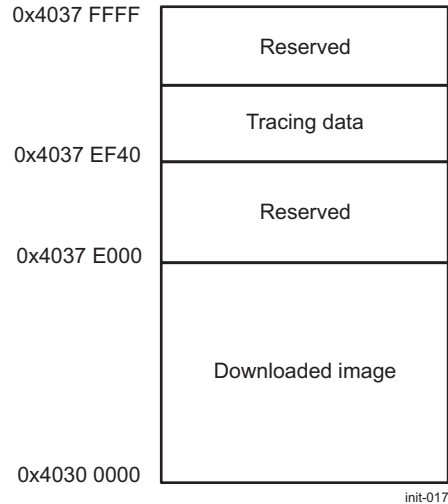 0x4037 FFFF
Reserved
Tracing data
0x4037 EF40
Reserved
0x4037 E000
Downloaded image
0x4030 0000
init-017